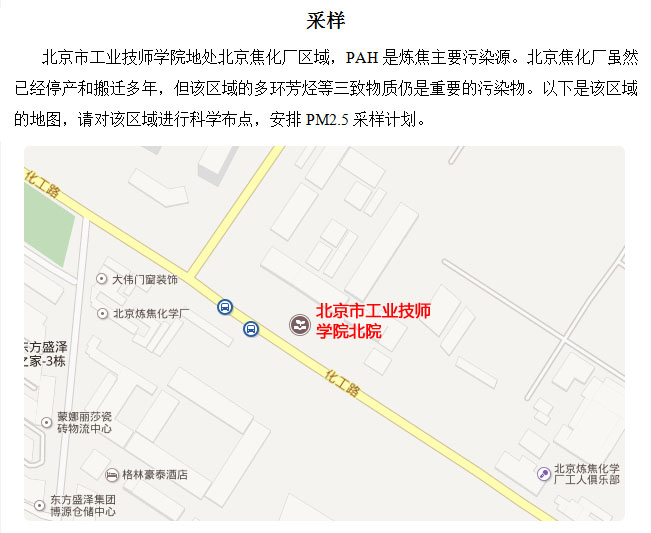 采样
北京市工业技师学院地处北京焦化厂区域，PAH 是炼焦主要污染源。北京焦化厂虽然
已经停产和搬迁多年，但该区域的多环芳烃等三致物质仍是重要的污染物。以下是该区域
的地图，请对该区域进行科学布点，安排 PM2.5 采样计划。
化工路
大伟门窗装饰
北京炼焦化学厂
北京市工业技师
学院北院
东方盛泽
之家-3栋
化工路
蒙娜丽莎瓷
砖物流中心
格林豪泰酒店
北京炼焦化学
厂工人俱乐部
东方盛泽集团
博源仓储中心